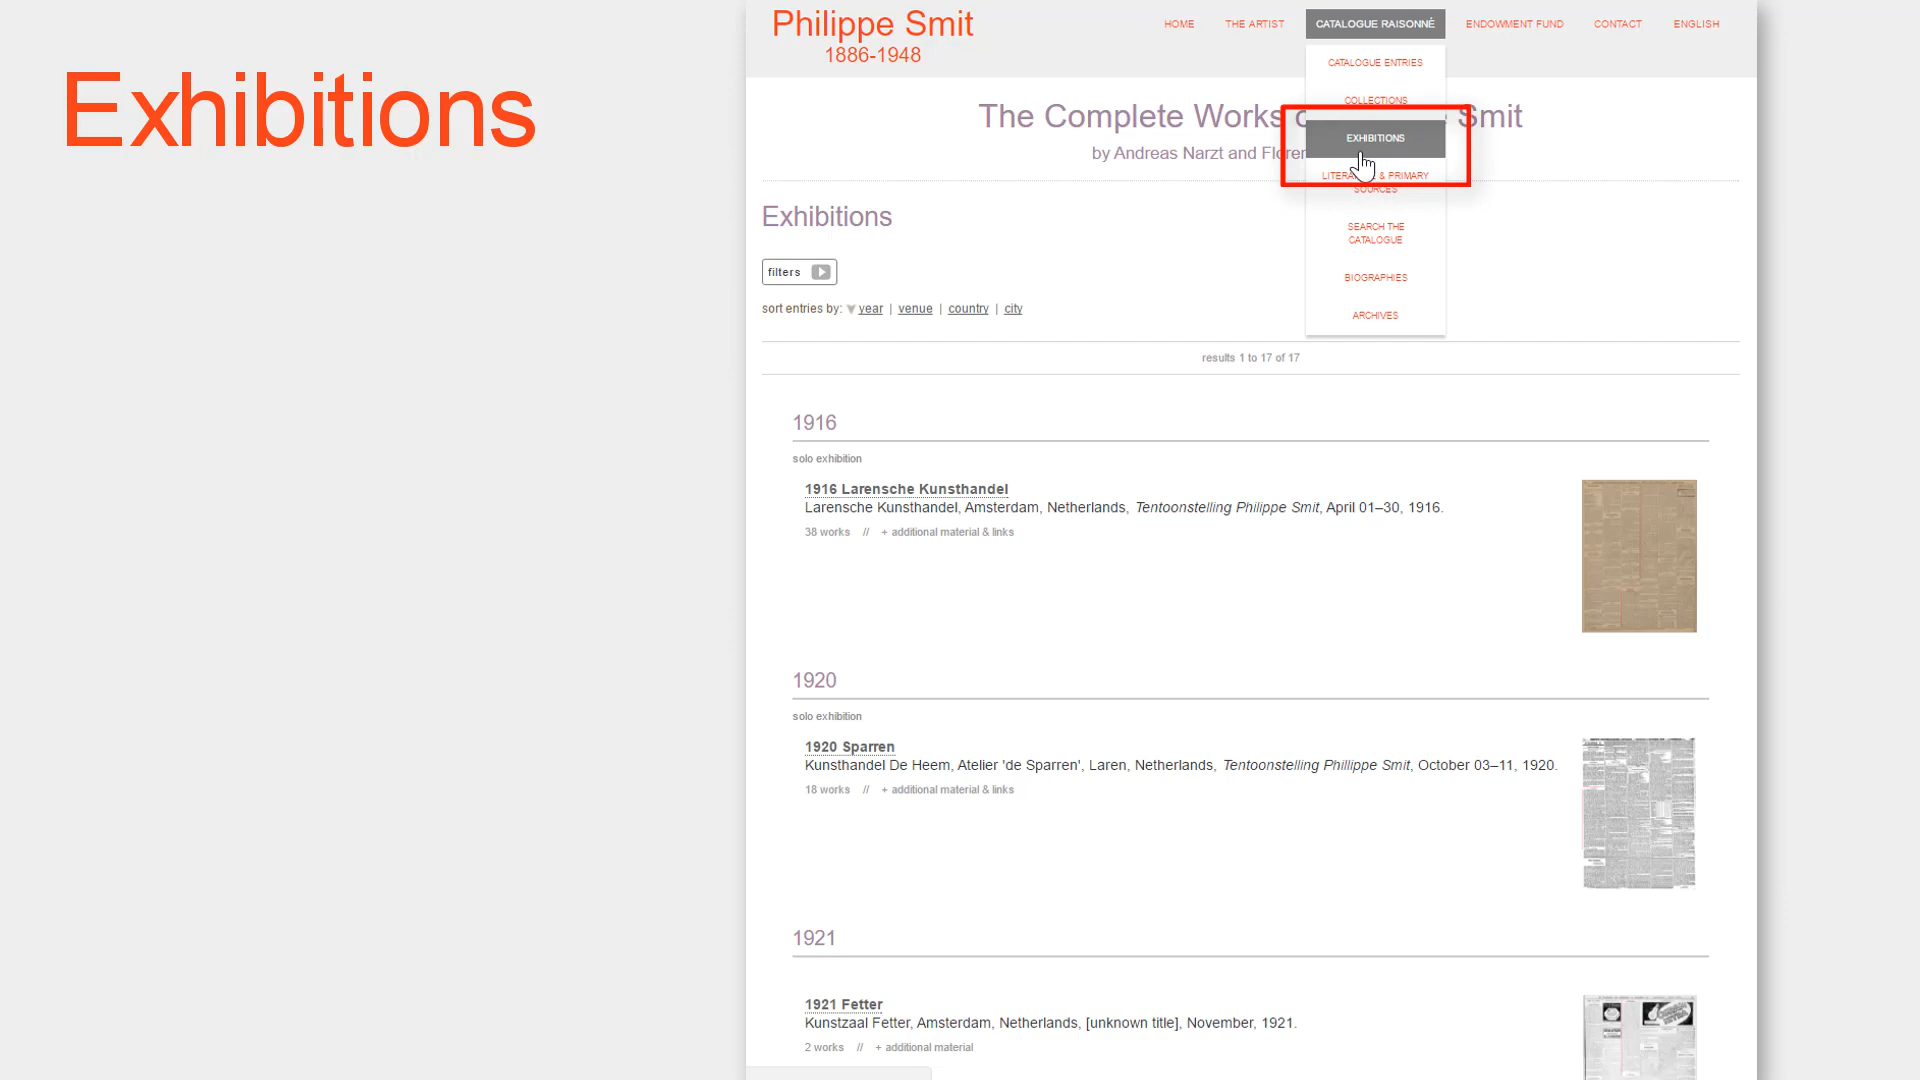 Exhibitions
Philippe Smit
1886-1948
HOME THE ARTIST CATALOGUE RAISONNÉ ENDOWMENT FUND CONTACT ENGLISH
CATALOGUE ENTRIES
COLLECTIONS
EXHIBITIONS
SOURCES
SEARCH THE
CATALOGUE
BIOGRAPHIES
ARCHIVES
The Complete Works Smit
by Andreas Narzt and
Exhibitions
filters
sort entries by: year | venue | country | city
results 1 to 17 of 17
1916
solo exhibition
1916 Larensche Kunsthandel
Larensche Kunsthandel, Amsterdam, Netherlands, Tentoonstelling Philippe Smit, April 01–30, 1916.
38 works // + additional material & links
1920
solo exhibition
1920 Sparren
Kunsthandel De Heem, Atelier 'de Sparren', Laren, Netherlands, Tentoonstelling Phillippe Smit, October 03–11, 1920.
18 works // + additional material & links
1921
1921 Fetter
Kunstzaal Fetter, Amsterdam, Netherlands, [unknown title], November, 1921.
2 works // + additional material